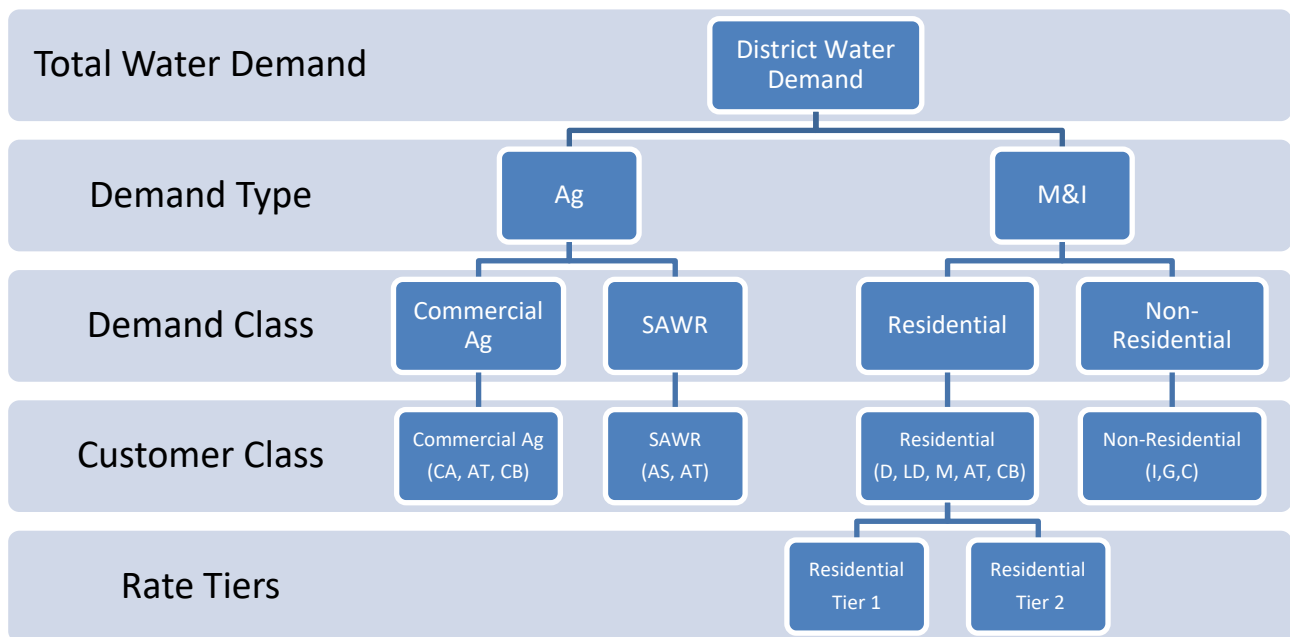 Total Water Demand
District Water
Demand
Demand Type
Ag
M&I
Demand Class
Commercial
Ag
SAWR
Residential
Non-
Residential
Customer Class
Commercial Ag
(CA, AT, CB)
SAWR
(AS, AT)
Residential
(D, LD, M, AT, CB)
Non-Residential
(I,G,C)
Rate Tiers
Residential
Tier 1
Residential
Tier 2